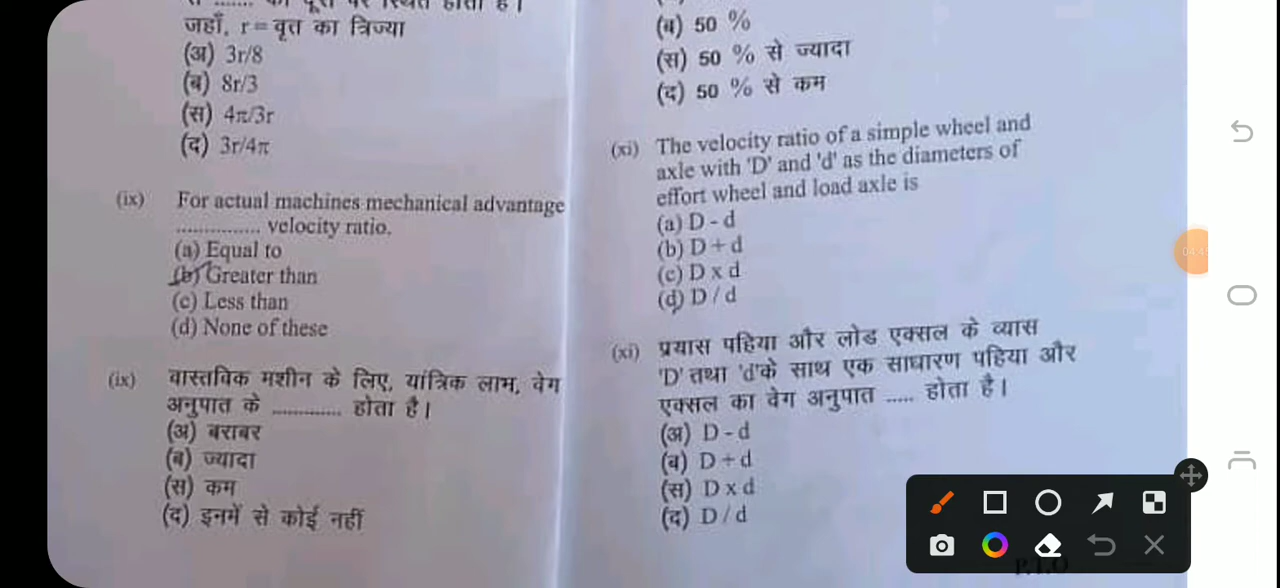 जहाँ, r = वृत्त का त्रिज्या
(अ) 3r/8
(ब) 8r/3
(स) 4π/3r
(द) 3r/4π
(ix) For actual machines mechanical advantage
............... velocity ratio.
(a) Equal to
(b) Greater than
(c) Less than
(d) None of these
(ix) वास्तविक मशीन के लिए, यांत्रिक लाभ, वेग
अनुपात के ............. होता है।
(अ) बराबर
(ब) ज्यादा
(स) कम
(द) इनमें से कोई नहीं
(ब) 50 %
(स) 50 % से ज्यादा
(द) 50 % से कम
(xi) The velocity ratio of a simple wheel and
axle with 'D' and 'd' as the diameters of
effort wheel and load axle is
(a) D - d
(b) D + d
(c) D x d
(d) D / d
(xi) प्रयास पहिया और लोड एक्सल के व्यास
'D' तथा 'd'के साथ एक साधारण पहिया और
एक्सल का वेग अनुपात ..... होता है।
(अ) D - d
(ब) D + d
(स) D x d
(द) D / d
P.T.O